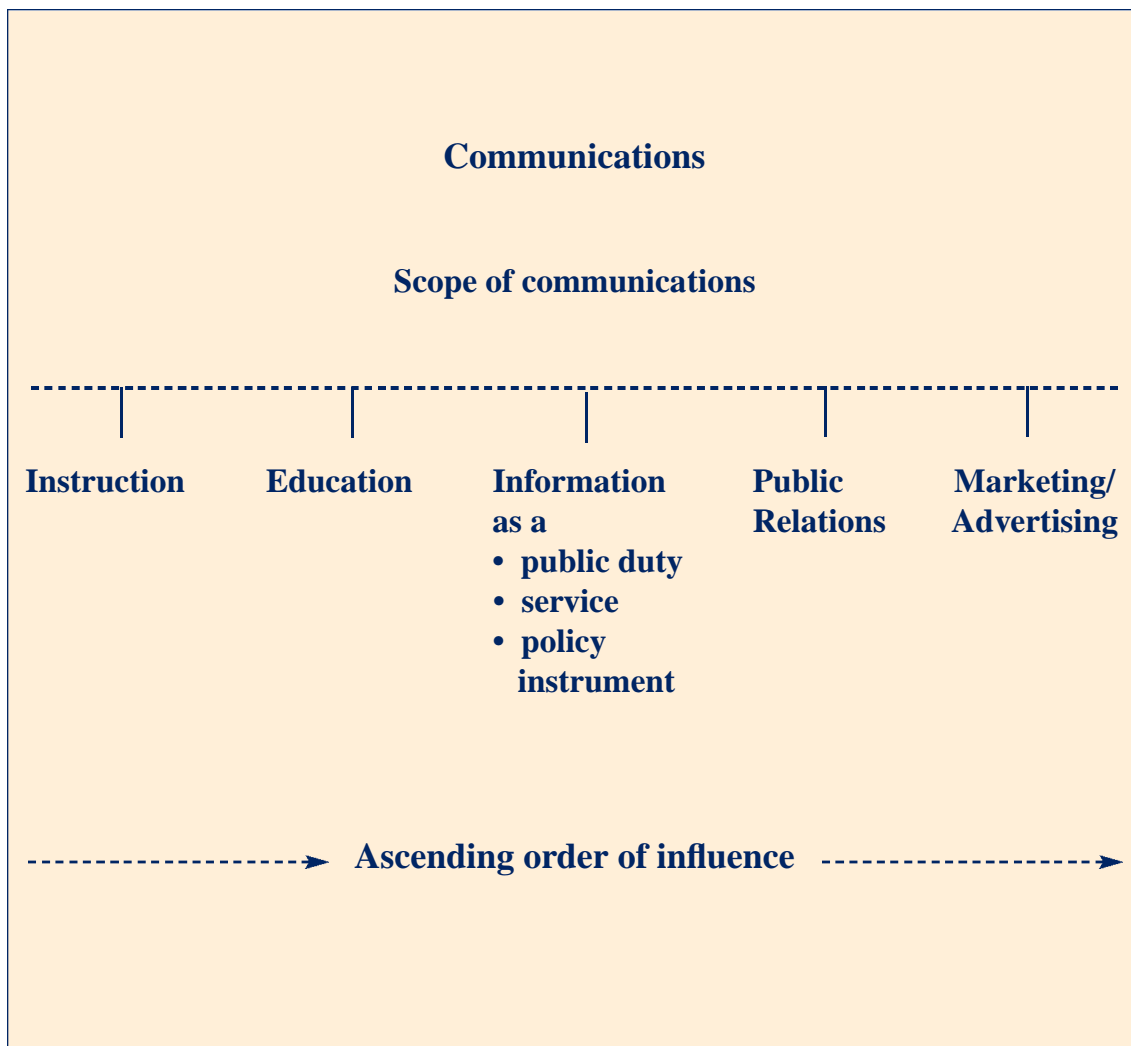 Communications
Scope of communications
Instruction
Education
Information
as a
• public duty
• service
• policy
instrument
Public
Relations
Marketing/
Advertising
Ascending order of influence